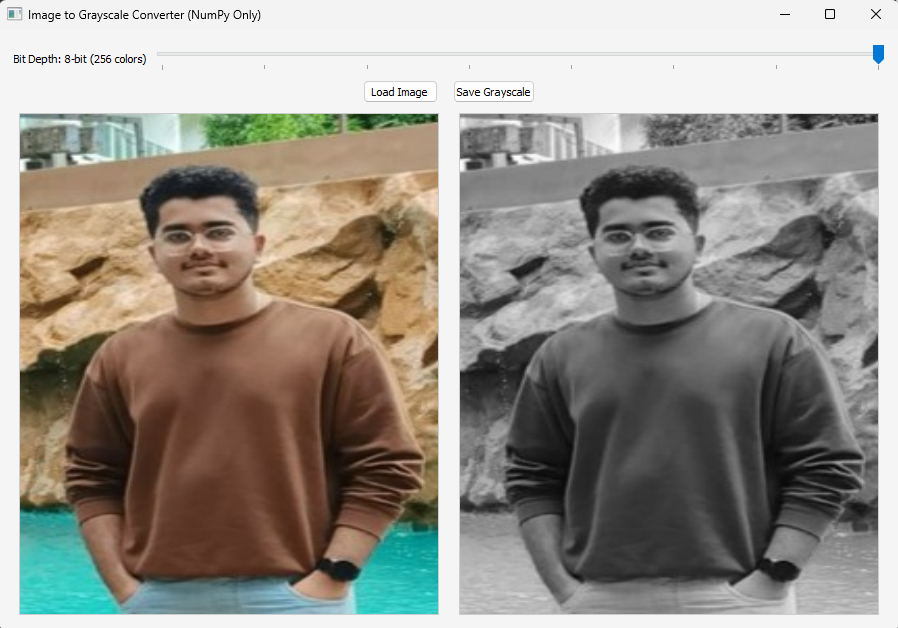 Image to Grayscale Converter (NumPy Only)
Bit Depth: 8-bit (256 colors)
Load Image
Save Grayscale